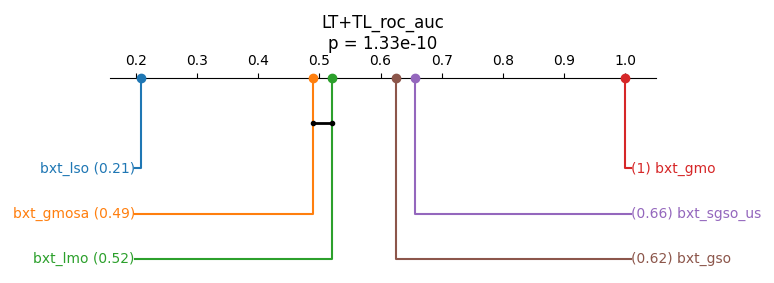 LT+TL_roc_auc
p = 1.33e-10
0.2 0.3 0.4 0.5 0.6 0.7 0.8 0.9 1.0
bxt_lso (0.21)
(1) bxt_gmo
bxt_gmosa (0.49)
(0.66) bxt_sgso_us
bxt_lmo (0.52)
(0.62) bxt_gso